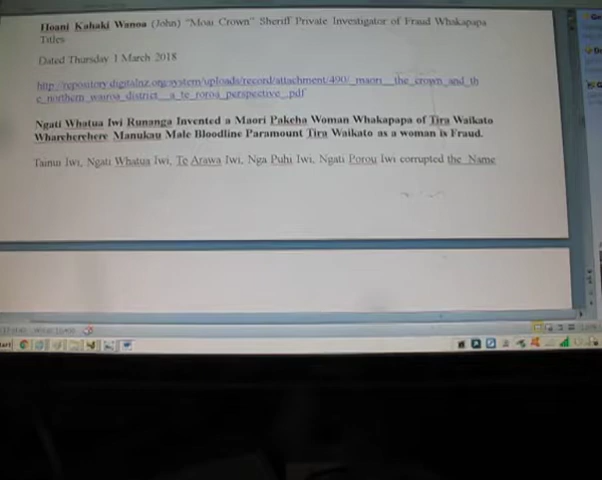 Hoani Kahaki Wanoa (John) "Moai Crown" Sheriff Private Investigator of Fraud Whakapapa
Titles
Dated Thursday 1 March 2018
http://repository.digitalnz.org/system/uploads/record/attachment/490/_maori__the_crown_and_th
e_northern_wairoa_district__a_te_roroa_perspective_.pdf
Ngati Whatua Iwi Runanga Invented a Maori Pakeha Woman Whakapapa of Tira Waikato
Whareherehere Manukau Male Bloodline Paramount Tira Waikato as a woman is Fraud.
Tainui Iwi, Ngati Whatua Iwi, Te Arawa Iwi, Nga Puhi Iwi, Ngati Porou Iwi corrupted the Name